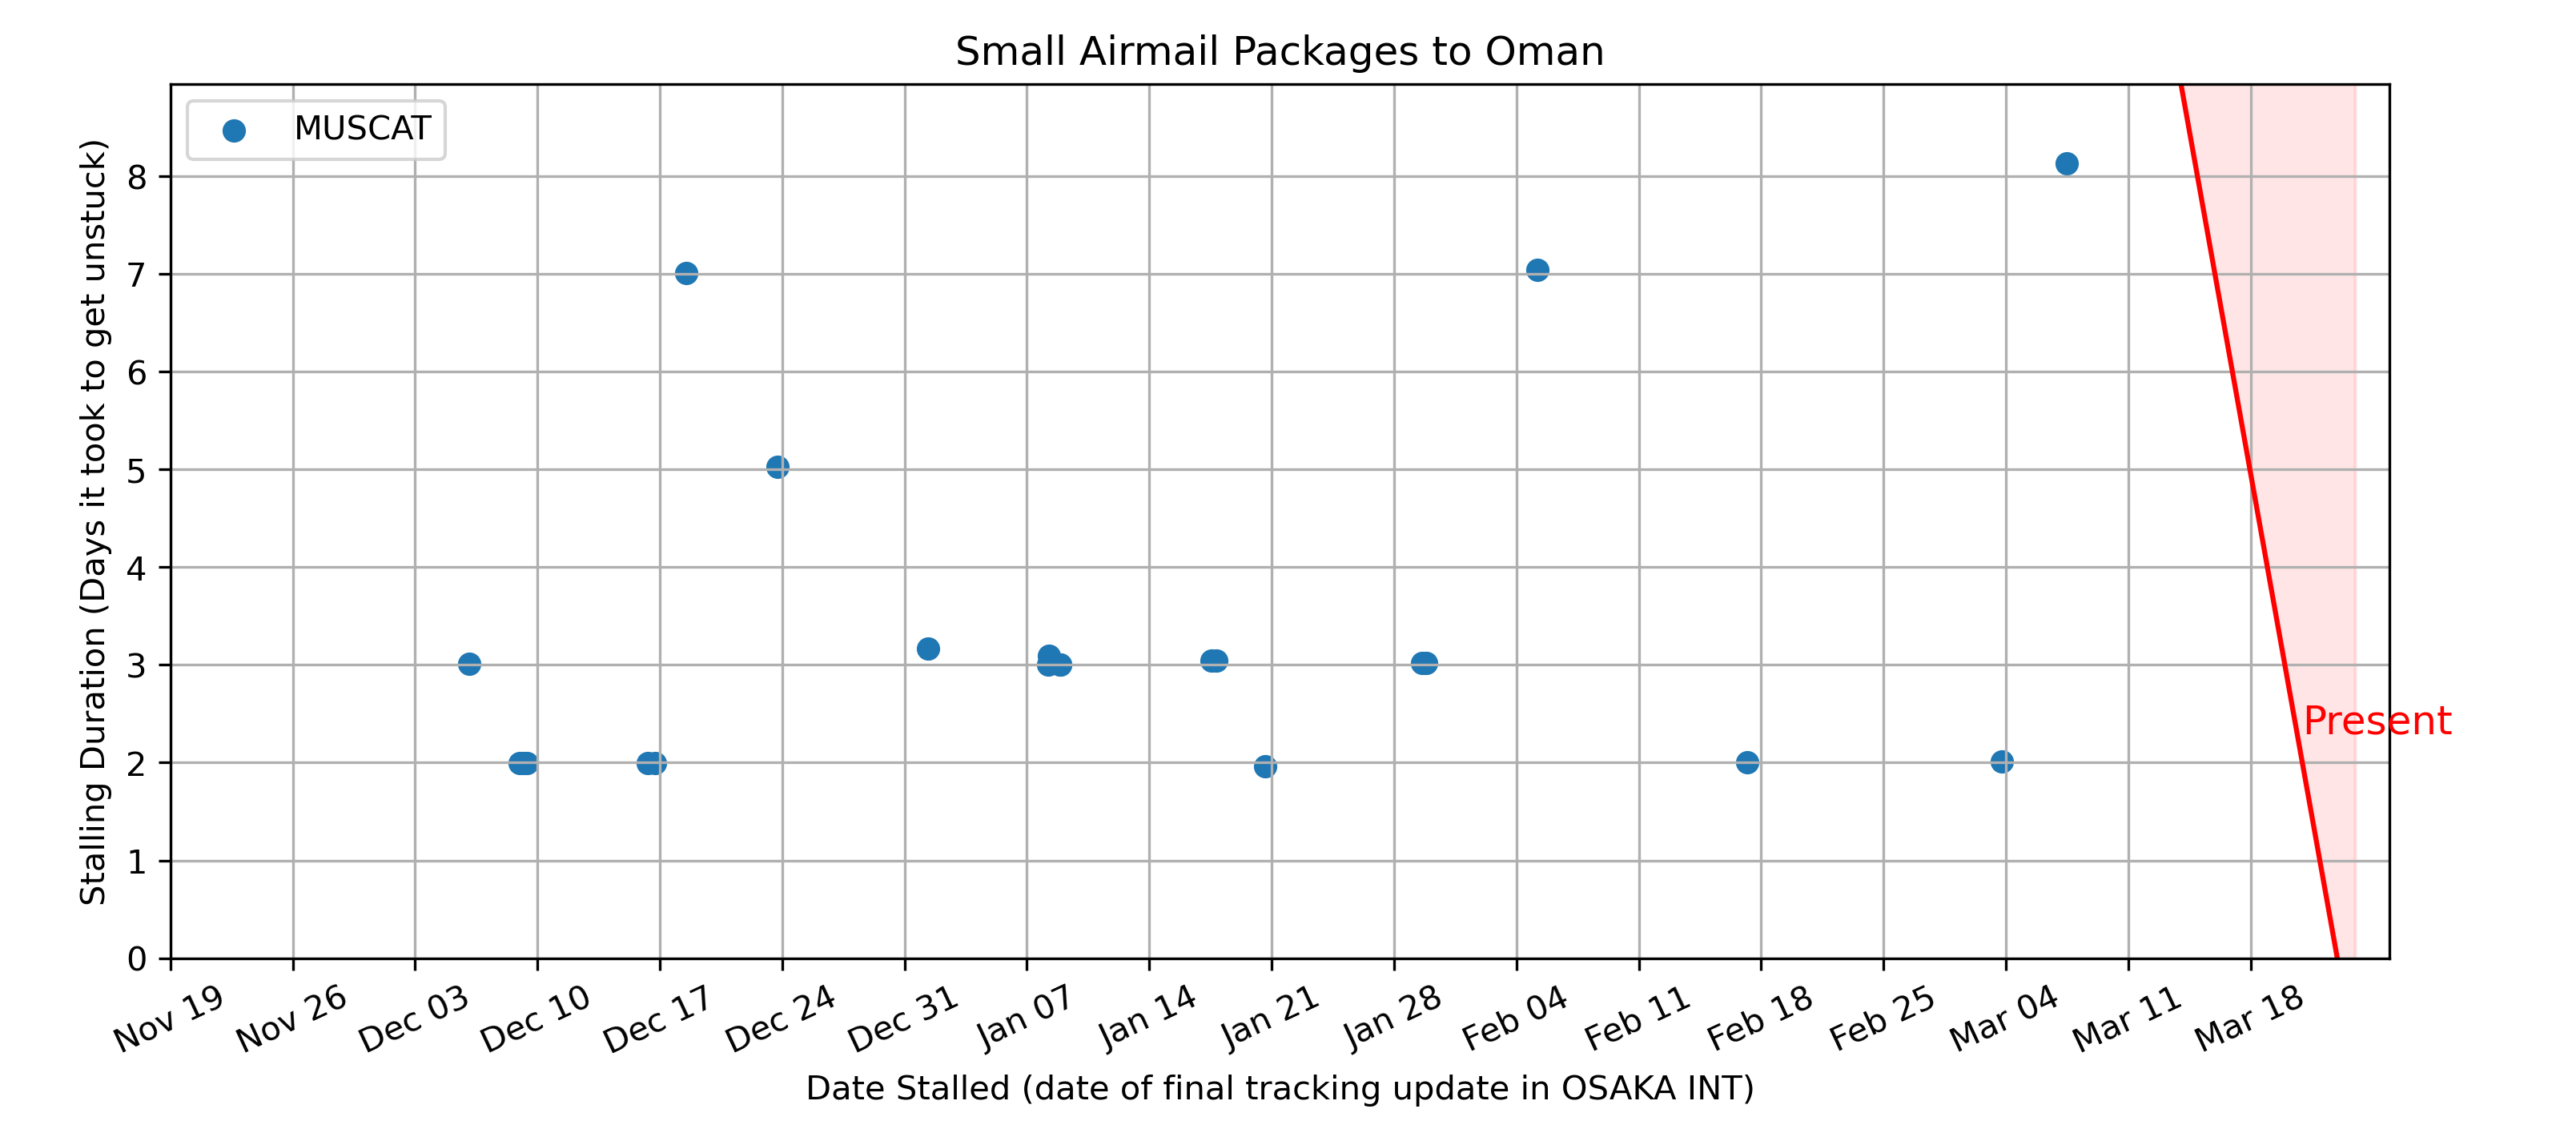 Small Airmail Packages to Oman
MUSCAT
Stalling Duration (Days it took to get unstuck)
8
7
6
5
4
3
2
1
0
Present
Nov 19
Nov 26
Dec 03
Dec 10
Dec 17
Dec 24
Dec 31
Jan 07
Jan 14
Jan 21
Jan 28
Feb 04
Feb 11
Feb 18
Feb 25
Mar 04
Mar 11
Mar 18
Date Stalled (date of final tracking update in OSAKA INT)